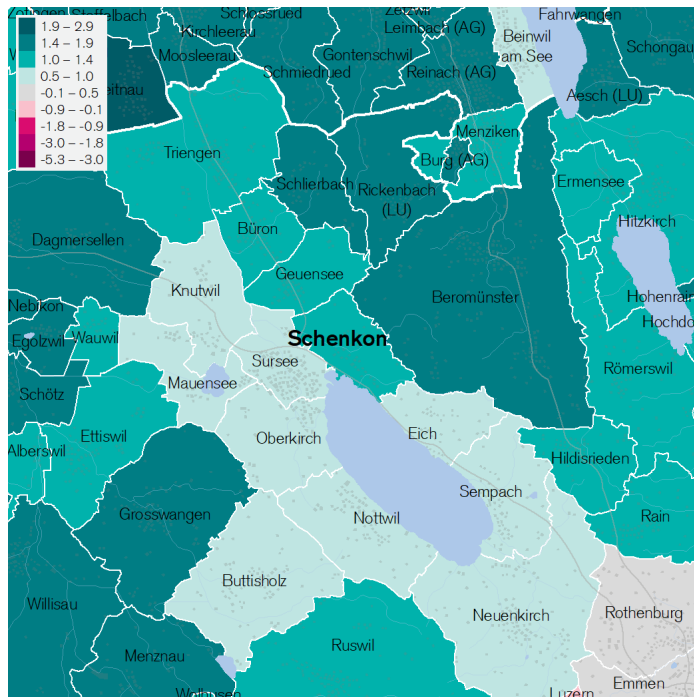 1.9 – 2.9
1.4 – 1.9
1.0 – 1.4
0.5 – 1.0
-0.1 – 0.5
-0.9 – -0.1
-1.8 – -0.9
-3.0 – -1.8
-5.3 – -3.0
Schlossrued
Fahrwangen
Kirchleerau
Leimbach (AG)
Beinwil
am See
Moosleerau
Gontenschwil
Schongau
Schmiedrued
Reinach (AG)
Aesch (LU)
Menziken
Triengen
Burg (AG)
Schlierbach
Rickenbach
(LU)
Ermensee
Hitzkirch
Büron
Dagmersellen
Geuensee
Knutwil
Beromünster
Hohenrain
Nebikon
Hochdo
Schenkon
Egolzwil
Wauwil
Sursee
Römerswil
Mauensee
Schötz
Eich
Ettiswil
Oberkirch
Alberswil
Hildisrieden
Sempach
Grosswangen
Nottwil
Rain
Buttisholz
Willisau
Neuenkirch
Rothenburg
Ruswil
Menznau
Emmen
Luzern